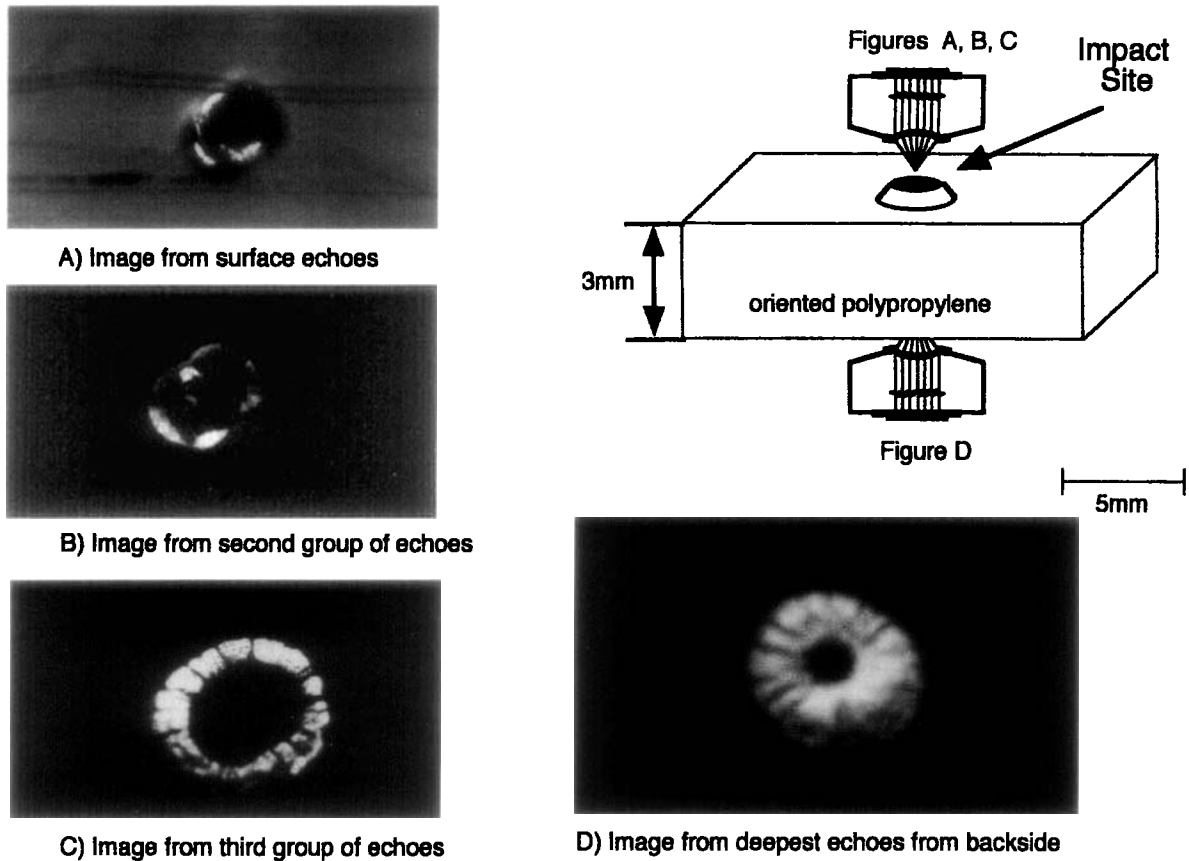 A) Image from surface echoes
B) Image from second group of echoes
C) Image from third group of echoes
Figures A, B, C
Impact
Site
3mm
oriented polypropylene
Figure D
5mm
D) Image from deepest echoes from backside